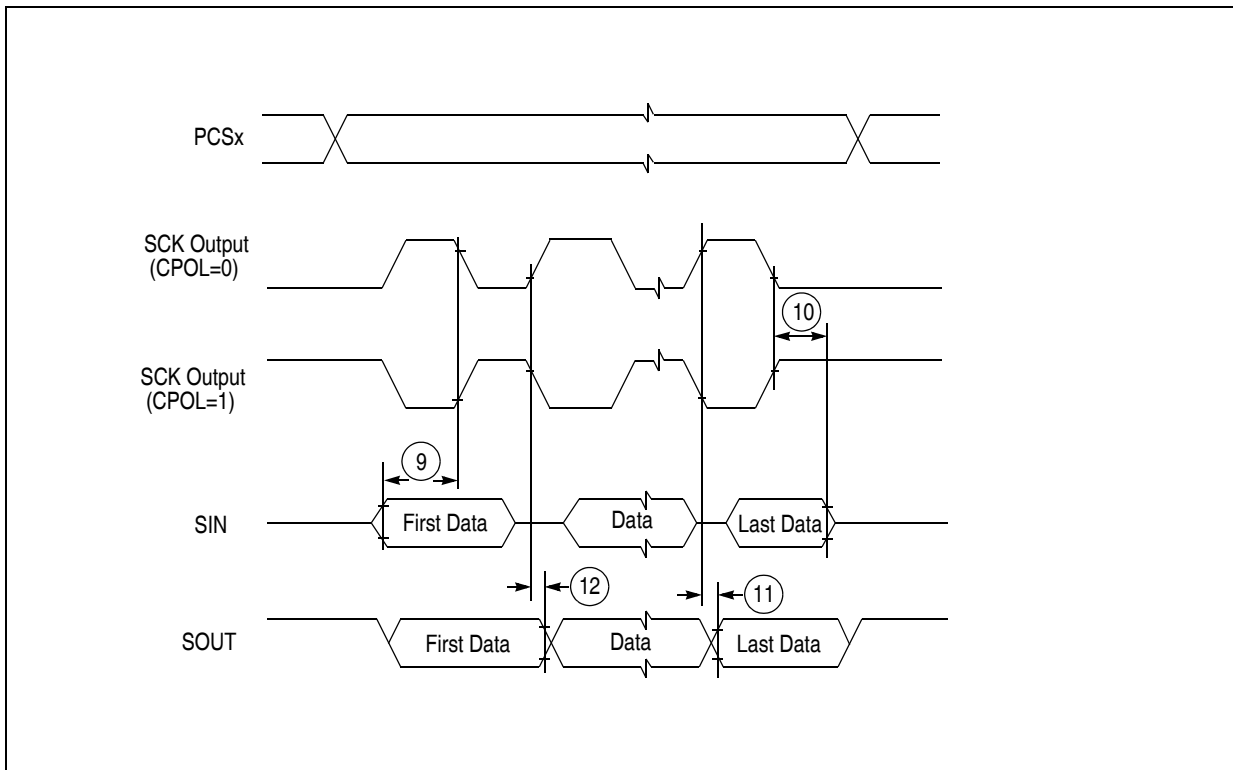 PCSx
SCK Output
(CPOL=0)
10
SCK Output
(CPOL=1)
9
SIN
First Data
Data
Last Data
12
11
SOUT
First Data
Data
Last Data